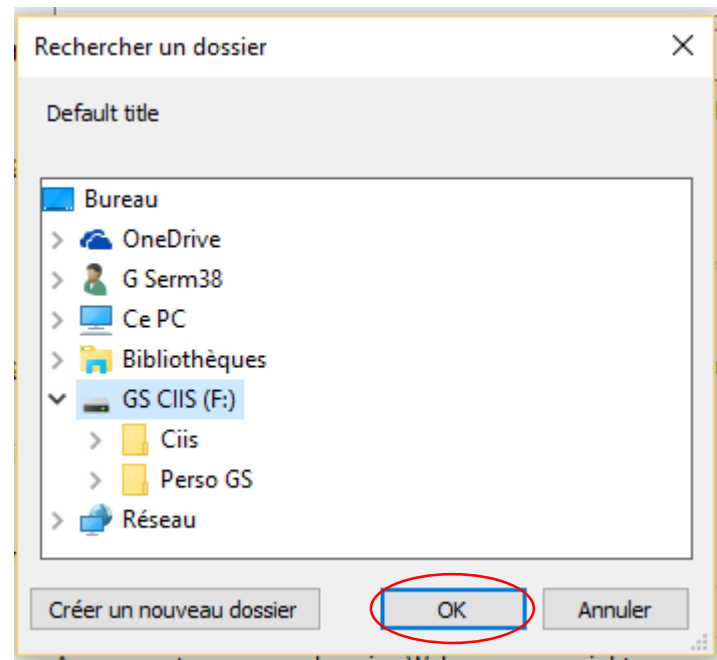 Rechercher un dossier
Default title
Bureau
OneDrive
G Serm38
Ce PC
Bibliothèques
GS CIIS (F:)
Ciis
Perso GS
Réseau
Créer un nouveau dossier OK Annuler